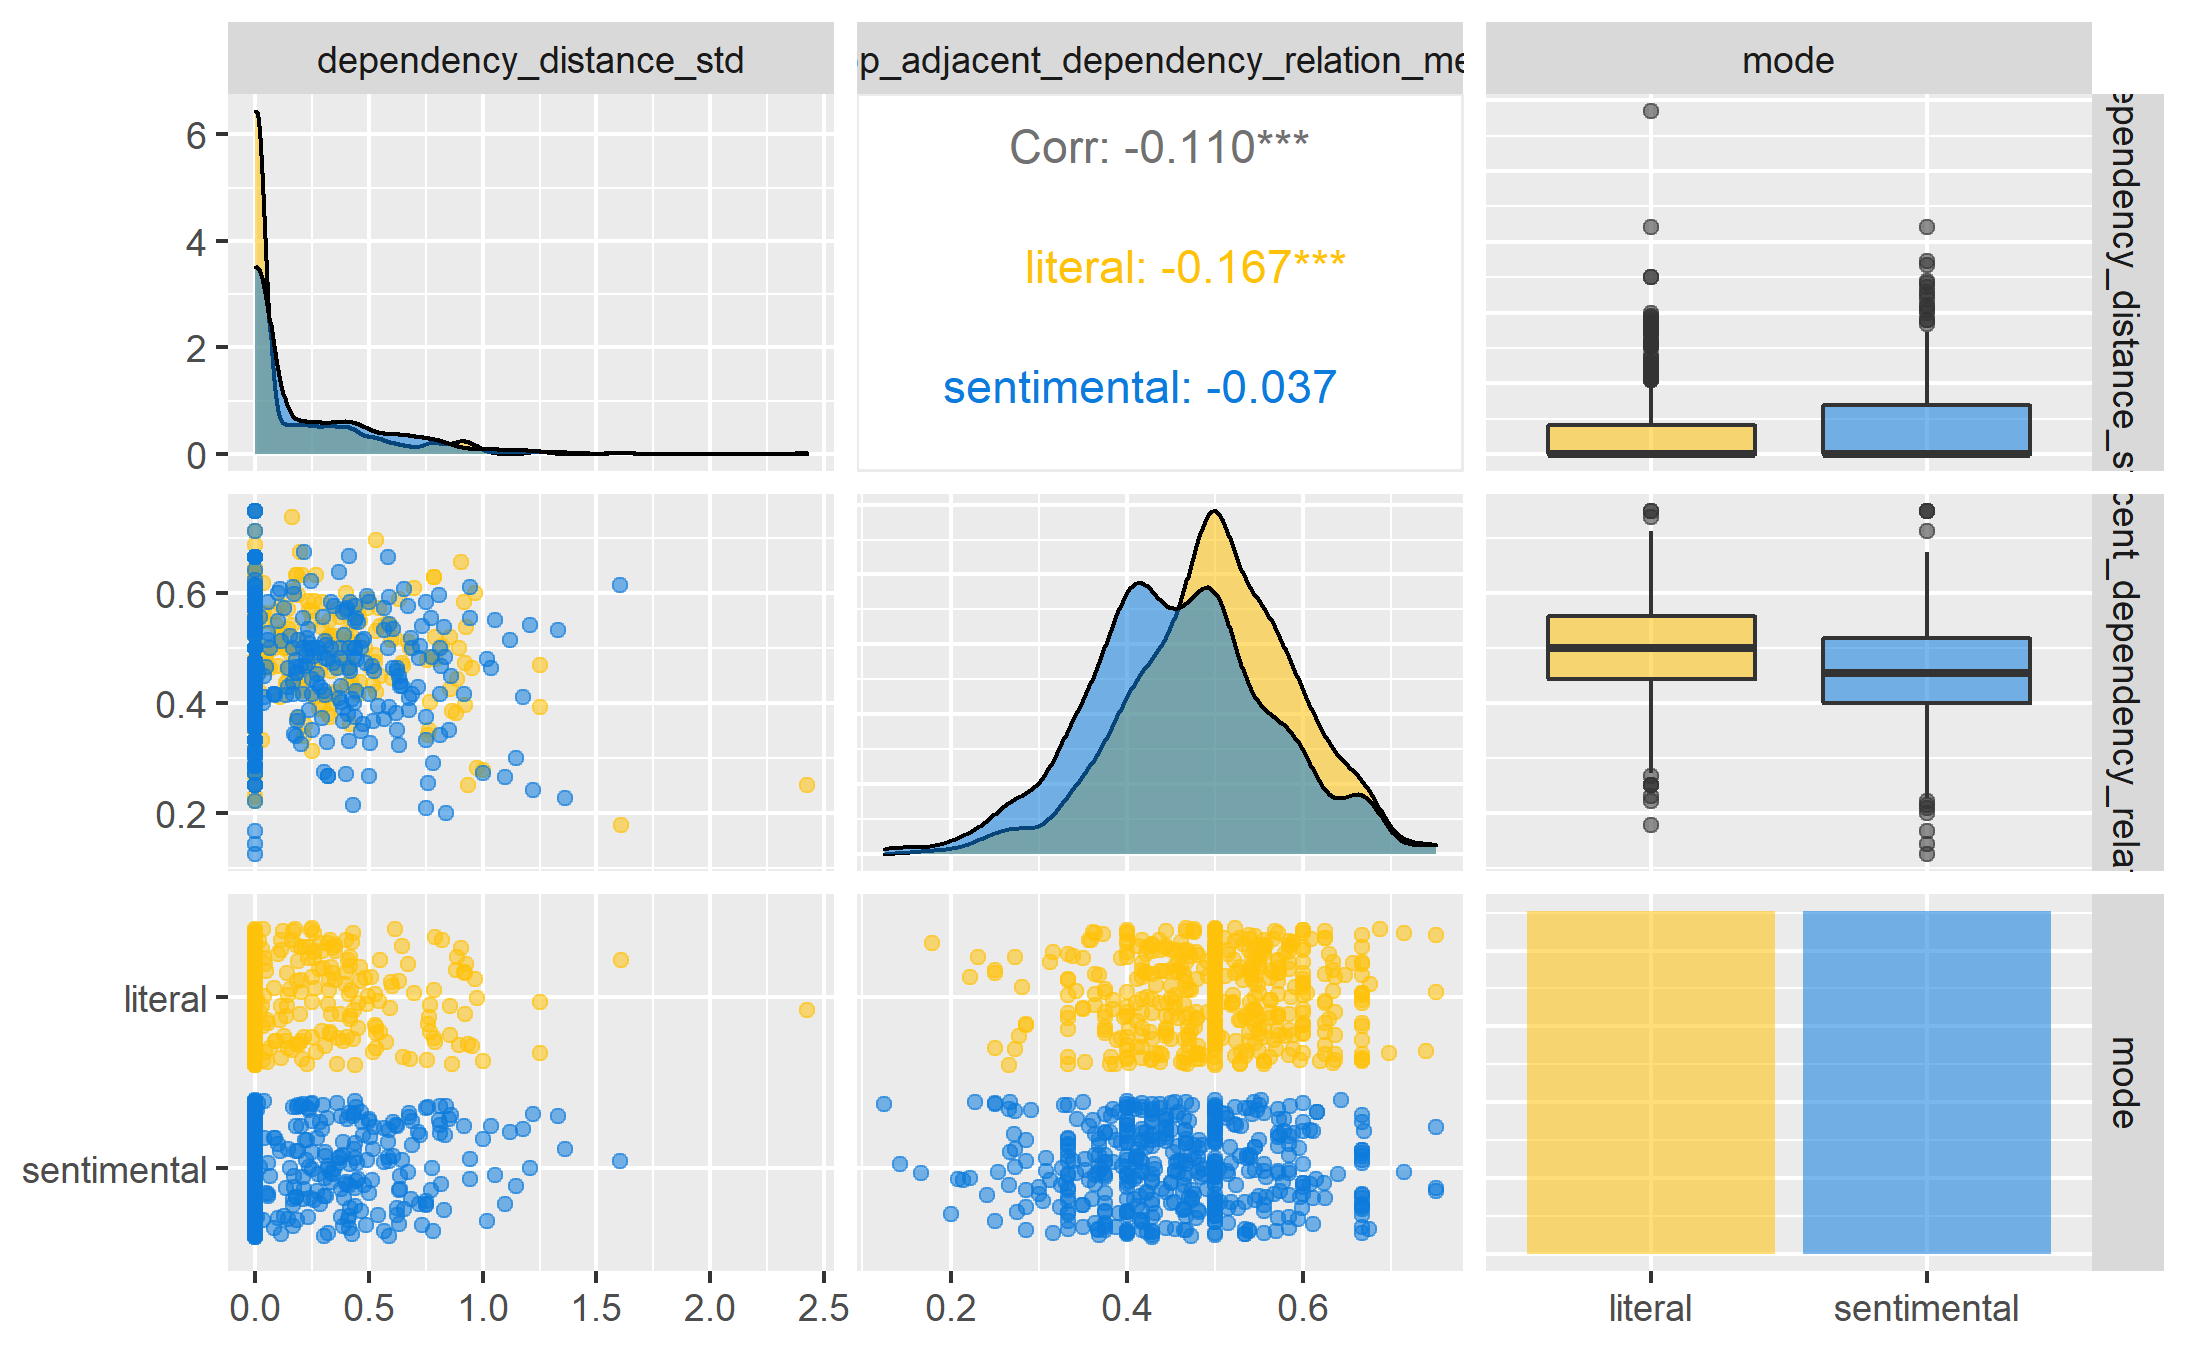 dependency_distance_std
op_adjacent_dependency_relation_me
mode
6
4
2
0
Corr: -0.110***
literal: -0.167***
sentimental: -0.037
ependency_distance_s
0.6
0.4
0.2
cent_dependency_rela
literal
sentimental
mode
0.0 0.5 1.0 1.5 2.0 2.5
0.2 0.4 0.6
literal sentimental